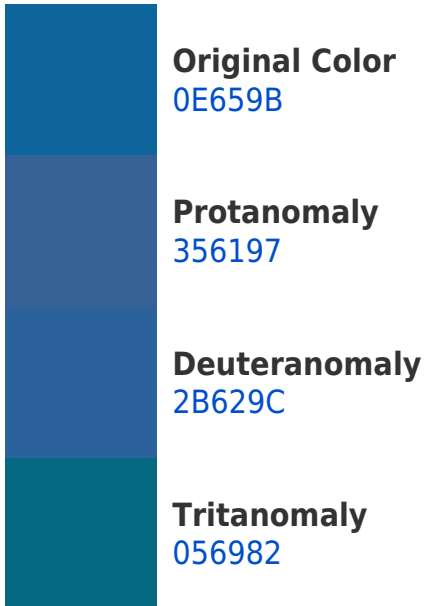 Original Color
0E659B
Protanomaly
356197
Deuteranomaly
2B629C
Tritanomaly
056982